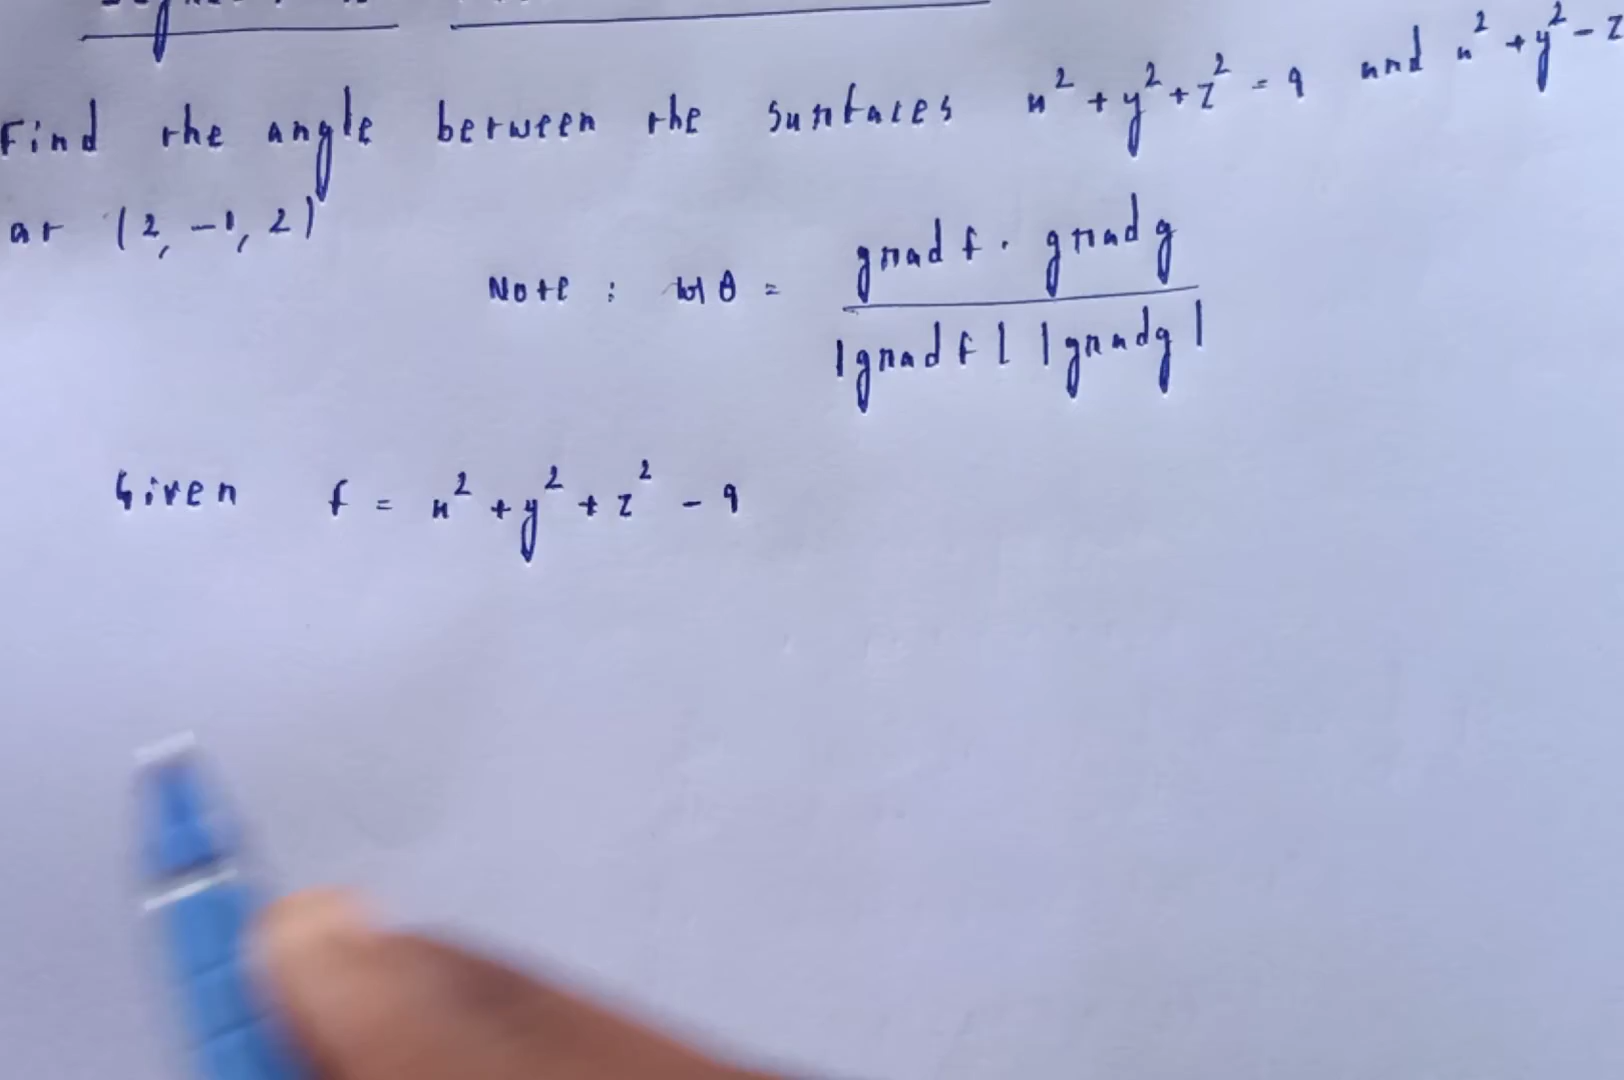 Find the angle between the surfaces x² + y² + z² = 9 and x² + y² - z
at (2, -1, 2)
Note : cos θ = grad f . grad g / |grad f| |grad g|
Given f = x² + y² + z² - 9